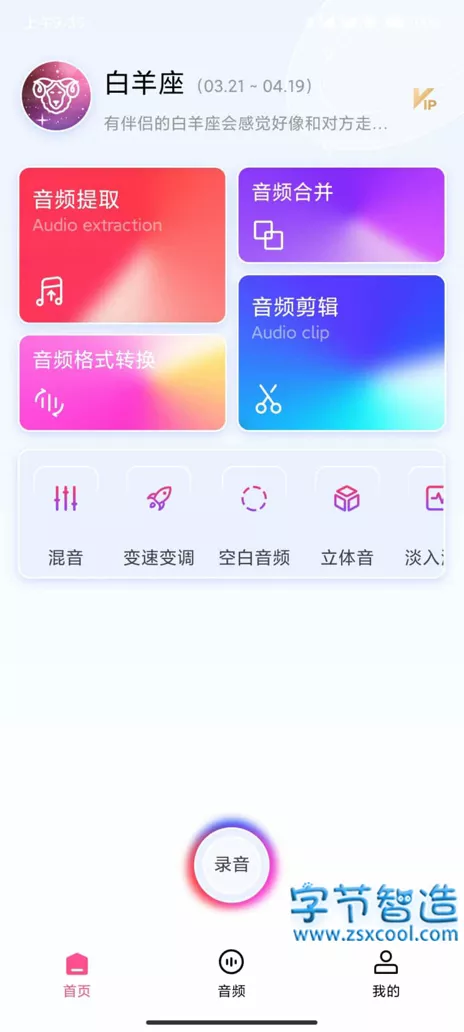 白羊座 (03.21 ~ 04.19)
有伴侣的白羊座会感觉好像和对方走...
VIP
音频提取
Audio extraction
音频合并
音频剪辑
Audio clip
音频格式转换
混音
变速变调
空白音频
立体音
淡入
录音
字节智造
www.zsxcool.com
首页
音频
我的